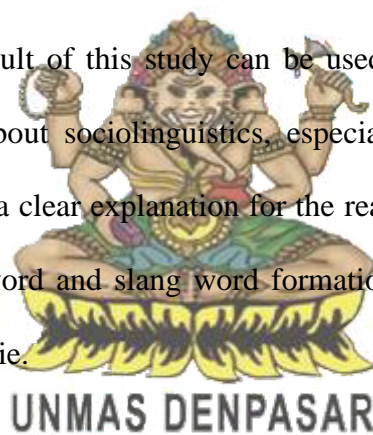 ult of this study can be used
bout sociolinguistics, especia
a clear explanation for the rea
ord and slang word formatio
ie.
UNMAS DENPASAR